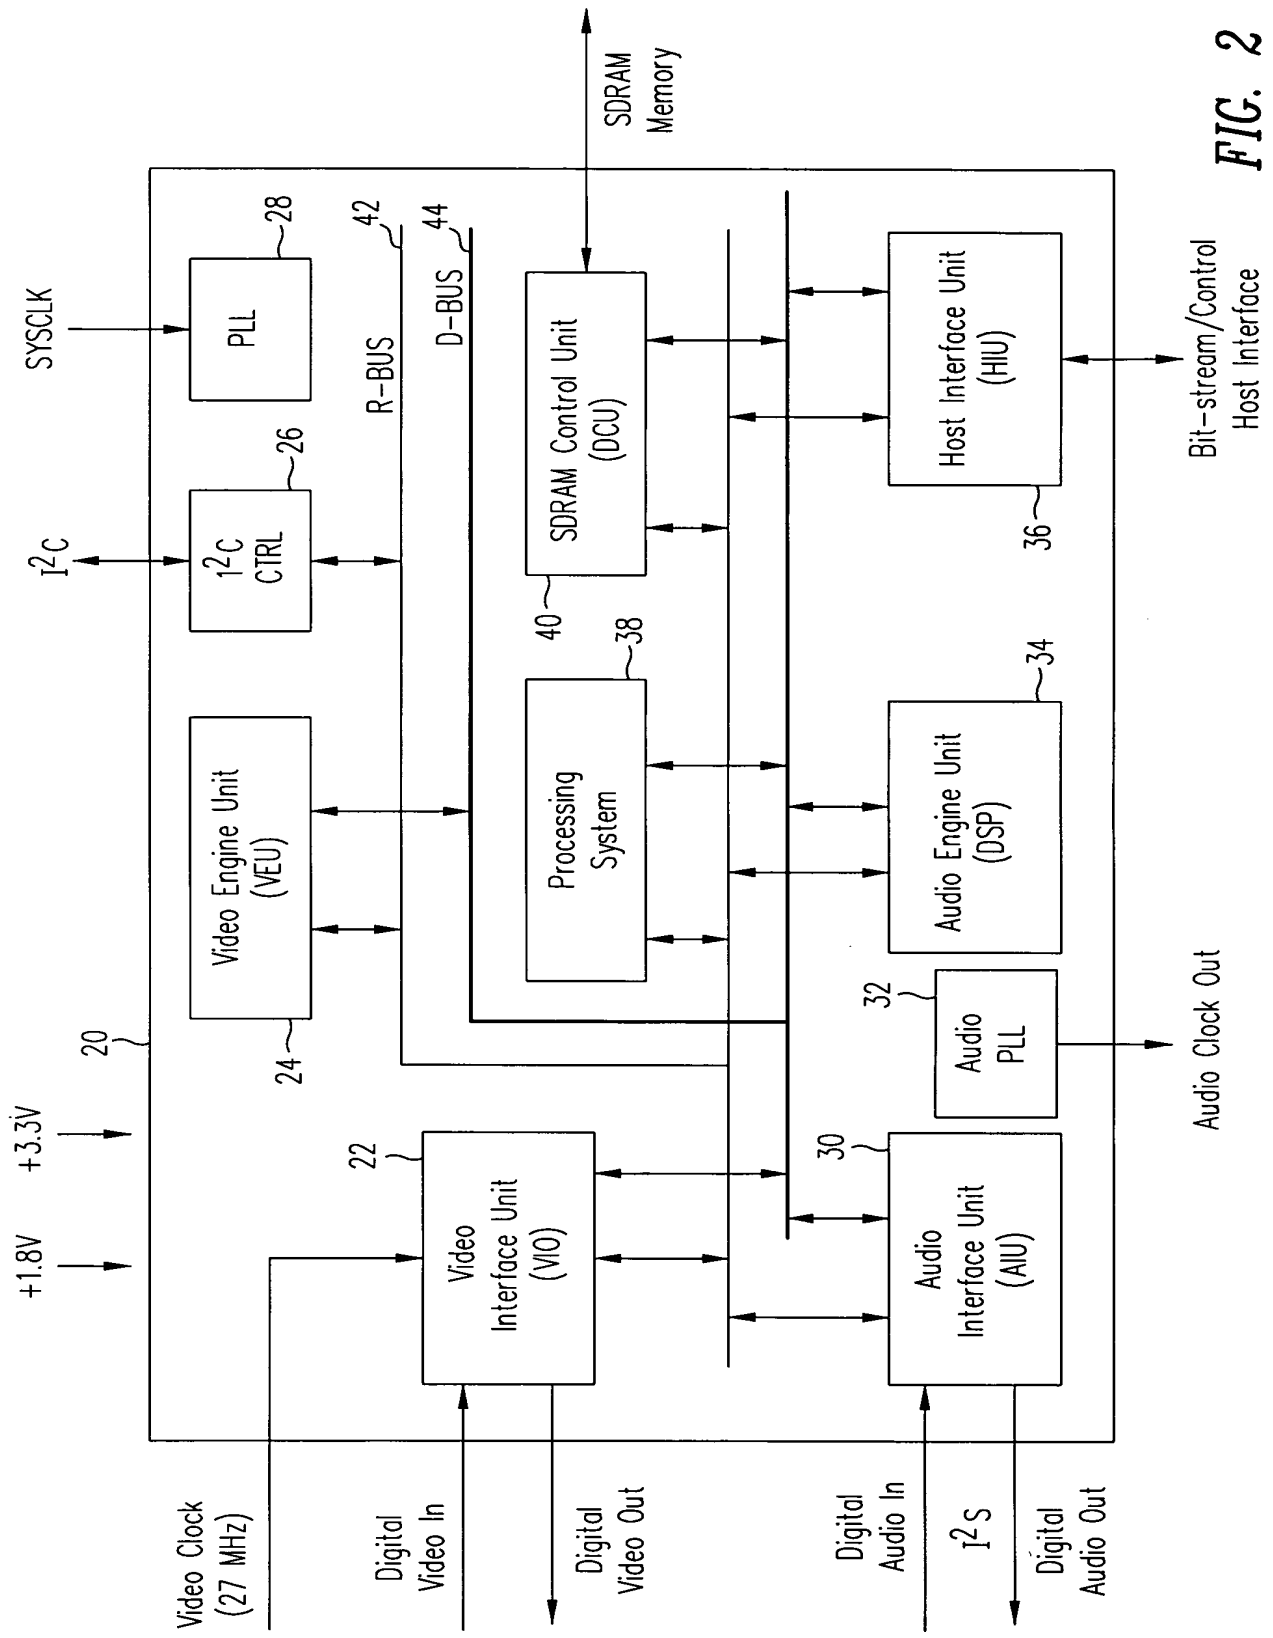 +1.8V
+3.3V
20
I²C
SYSCLK
Video Clock
(27 MHz)
Digital
Video In
Digital
Video Out
Digital
Audio In
I²S
Digital
Audio Out
24
Video Engine Unit
(VEU)
1²C
CTRL
26
PLL
28
R-BUS
42
D-BUS
44
22
Video
Interface Unit
(VIO)
Processing
System
38
40
SDRAM Control Unit
(DCU)
SDRAM
Memory
30
Audio
Interface Unit
(AIU)
32
Audio
PLL
Audio Engine Unit
(DSP)
34
36
Host Interface Unit
(HIU)
Audio Clock Out
Bit-stream/Control
Host Interface
FIG. 2